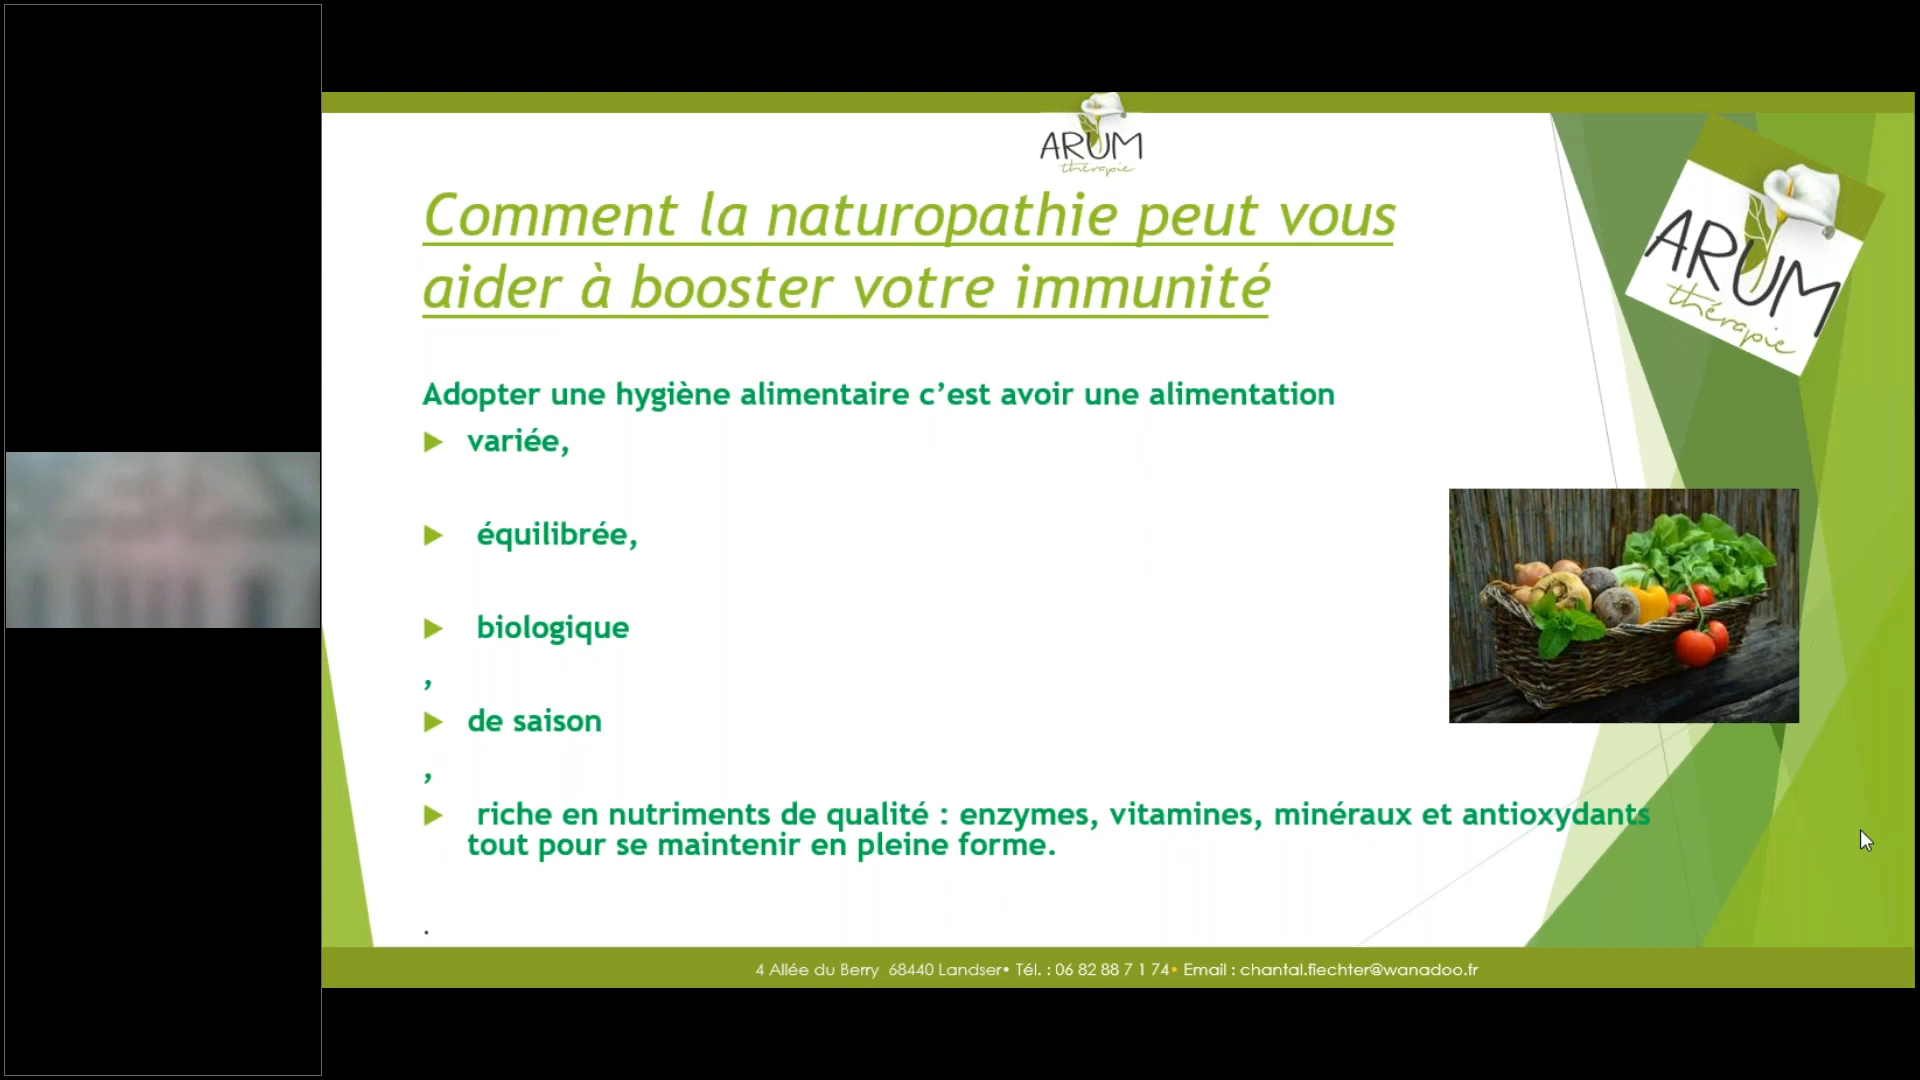 ARUM
thérapie
Comment la naturopathie peut vous
aider à booster votre immunité
ARUM
thérapie
Adopter une hygiène alimentaire c’est avoir une alimentation
variée,
équilibrée,
biologique
,
de saison
,
riche en nutriments de qualité : enzymes, vitamines, minéraux et antioxydants
tout pour se maintenir en pleine forme.
.
4 Allée du Berry 68440 Landser• Tél. : 06 82 88 7 1 74• Email : chantal.fiechter@wanadoo.fr